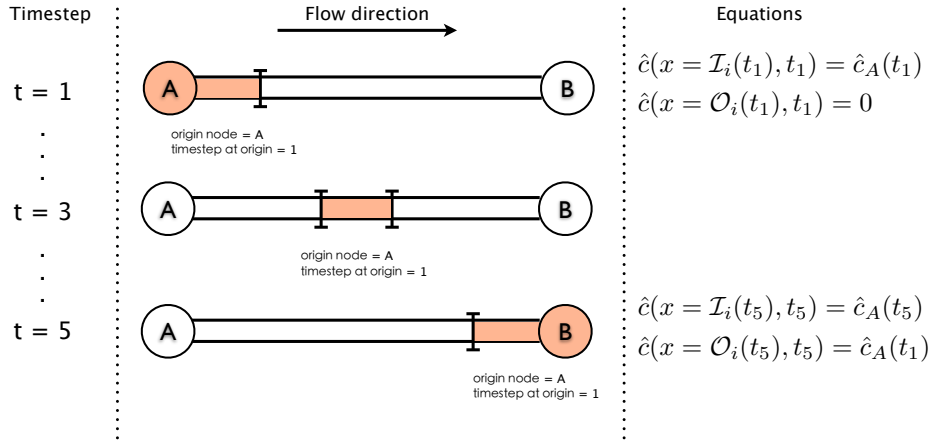 Timestep
Flow direction
Equations
t = 1
A
B
ĉ(x = ℐᵢ(t₁), t₁) = ĉ_A(t₁)
ĉ(x = 𝒪ᵢ(t₁), t₁) = 0
origin node = A
timestep at origin = 1
t = 3
A
B
origin node = A
timestep at origin = 1
t = 5
A
B
ĉ(x = ℐᵢ(t₅), t₅) = ĉ_A(t₅)
ĉ(x = 𝒪ᵢ(t₅), t₅) = ĉ_A(t₁)
origin node = A
timestep at origin = 1